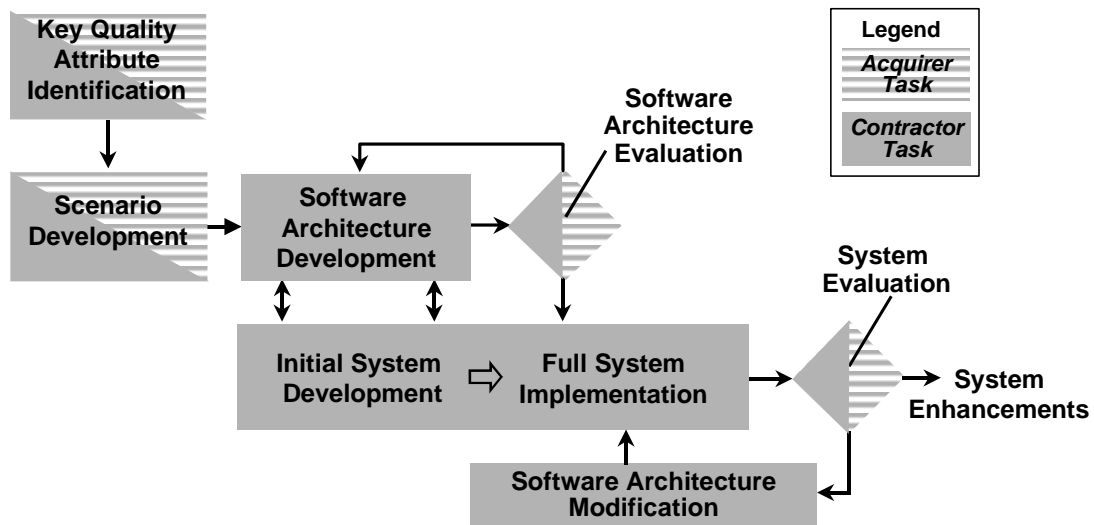 Key Quality
Attribute
Identification
Legend
Acquirer
Task
Contractor
Task
Software
Architecture
Evaluation
Scenario
Development
Software
Architecture
Development
System
Evaluation
Initial System
Development
Full System
Implementation
System
Enhancements
Software Architecture
Modification